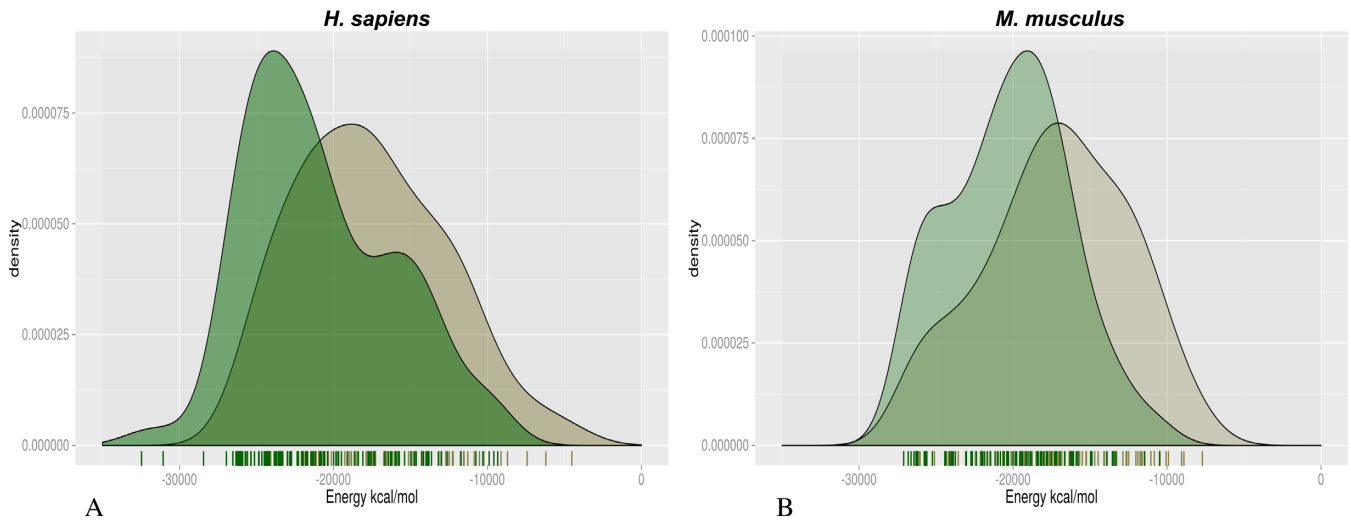 H. sapiens
density
0.000075
0.000050
0.000025
0.000000
-30000 -20000 -10000 0
Energy kcal/mol
A
M. musculus
density
0.000100
0.000075
0.000050
0.000025
0.000000
-30000 -20000 -10000 0
Energy kcal/mol
B